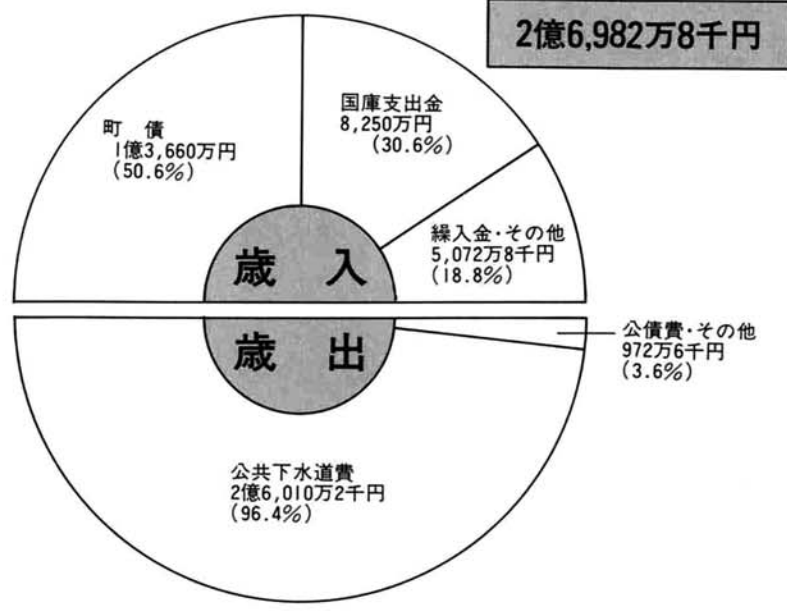 2億6,982万8千円
町 債
1億3,660万円
(50.6%)
国庫支出金
8,250万円
(30.6%)
繰入金・その他
5,072万8千円
(18.8%)
歳 入
歳 出
公債費・その他
972万6千円
(3.6%)
公共下水道費
2億6,010万2千円
(96.4%)